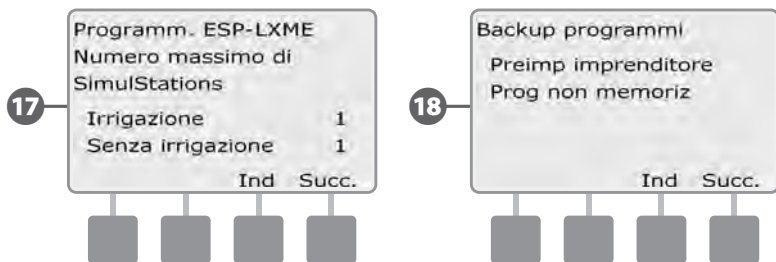 17
Programm. ESP-LXME
Numero massimo di
SimulStations
Irrigazione 1
Senza irrigazione 1
Ind Succ.
18
Backup programmi
Preimp imprenditore
Prog non memoriz
Ind Succ.